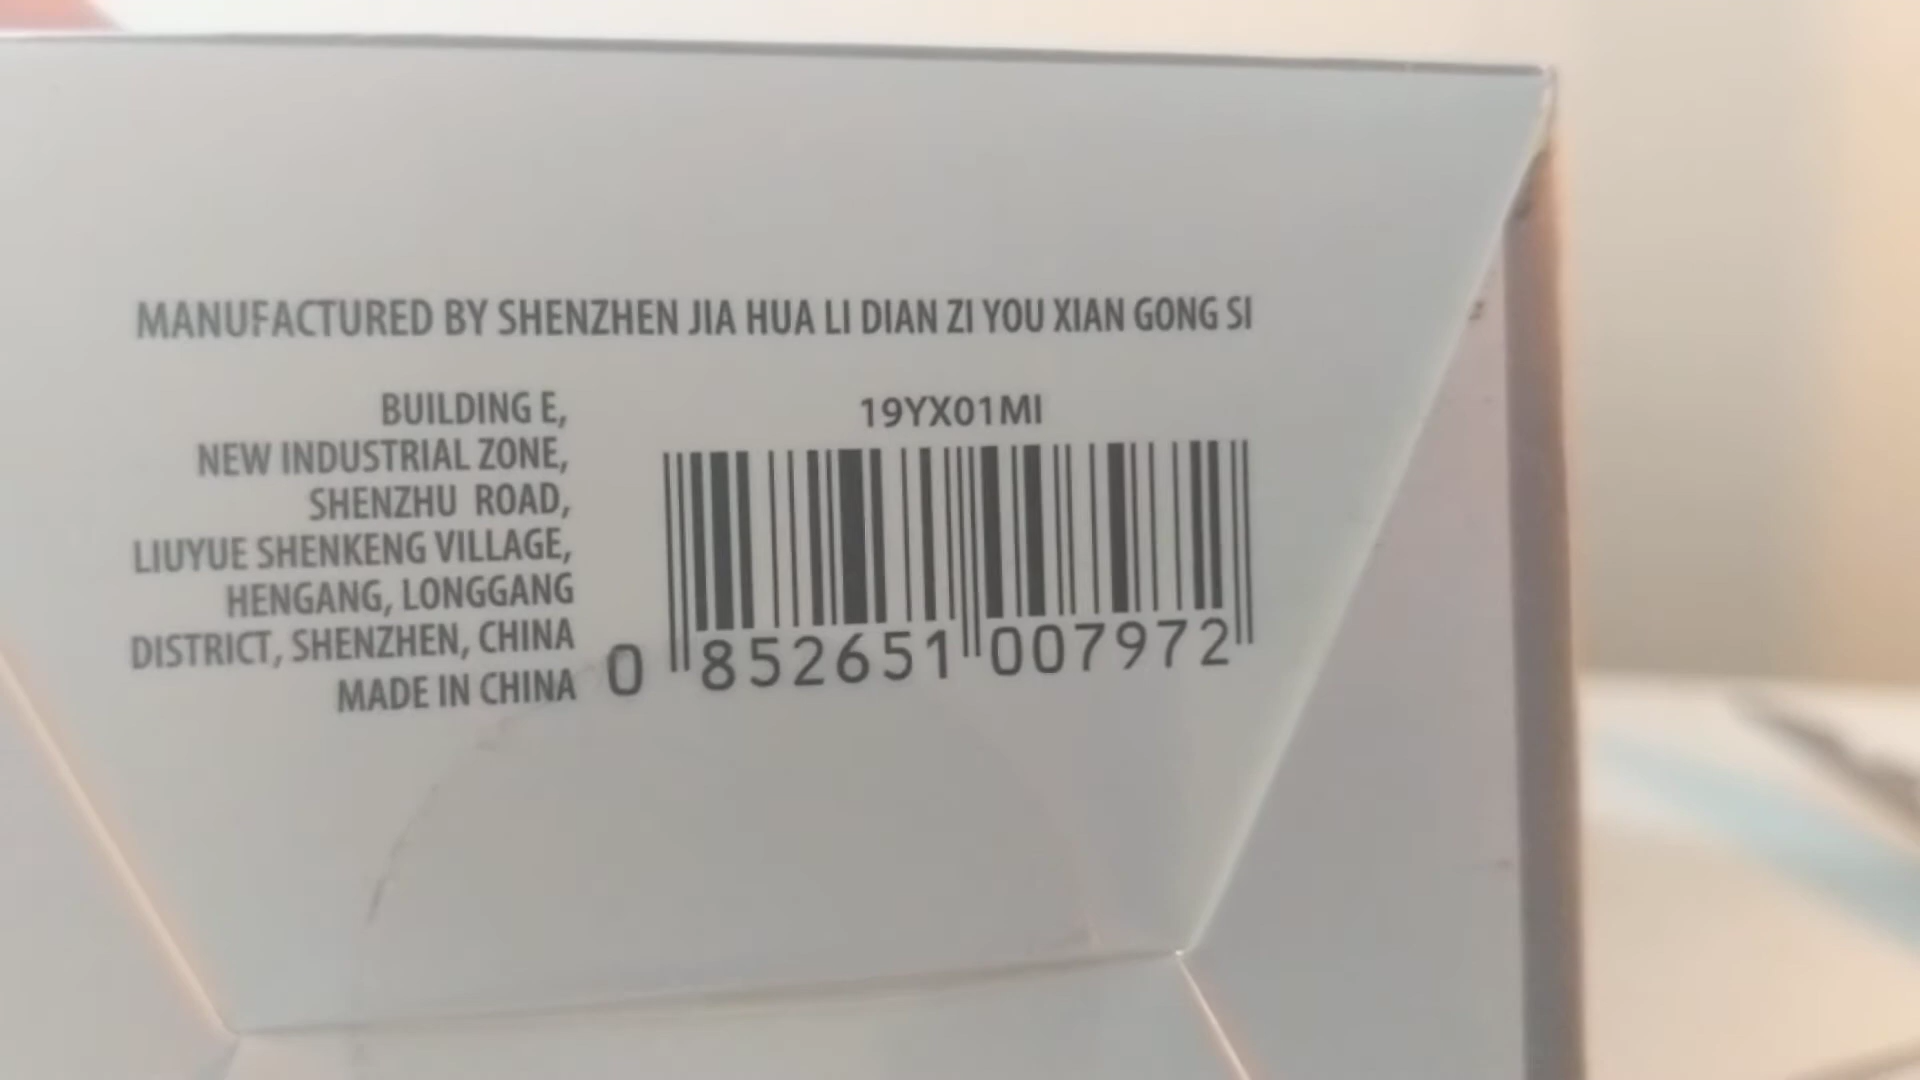 MANUFACTURED BY SHENZHEN JIA HUA LI DIAN ZI YOU XIAN GONG SI
BUILDING E,
NEW INDUSTRIAL ZONE,
SHENZHU ROAD,
LIUYUE SHENKENG VILLAGE,
HENGANG, LONGGANG
DISTRICT, SHENZHEN, CHINA
MADE IN CHINA
19YX01MI
0 852651 007972